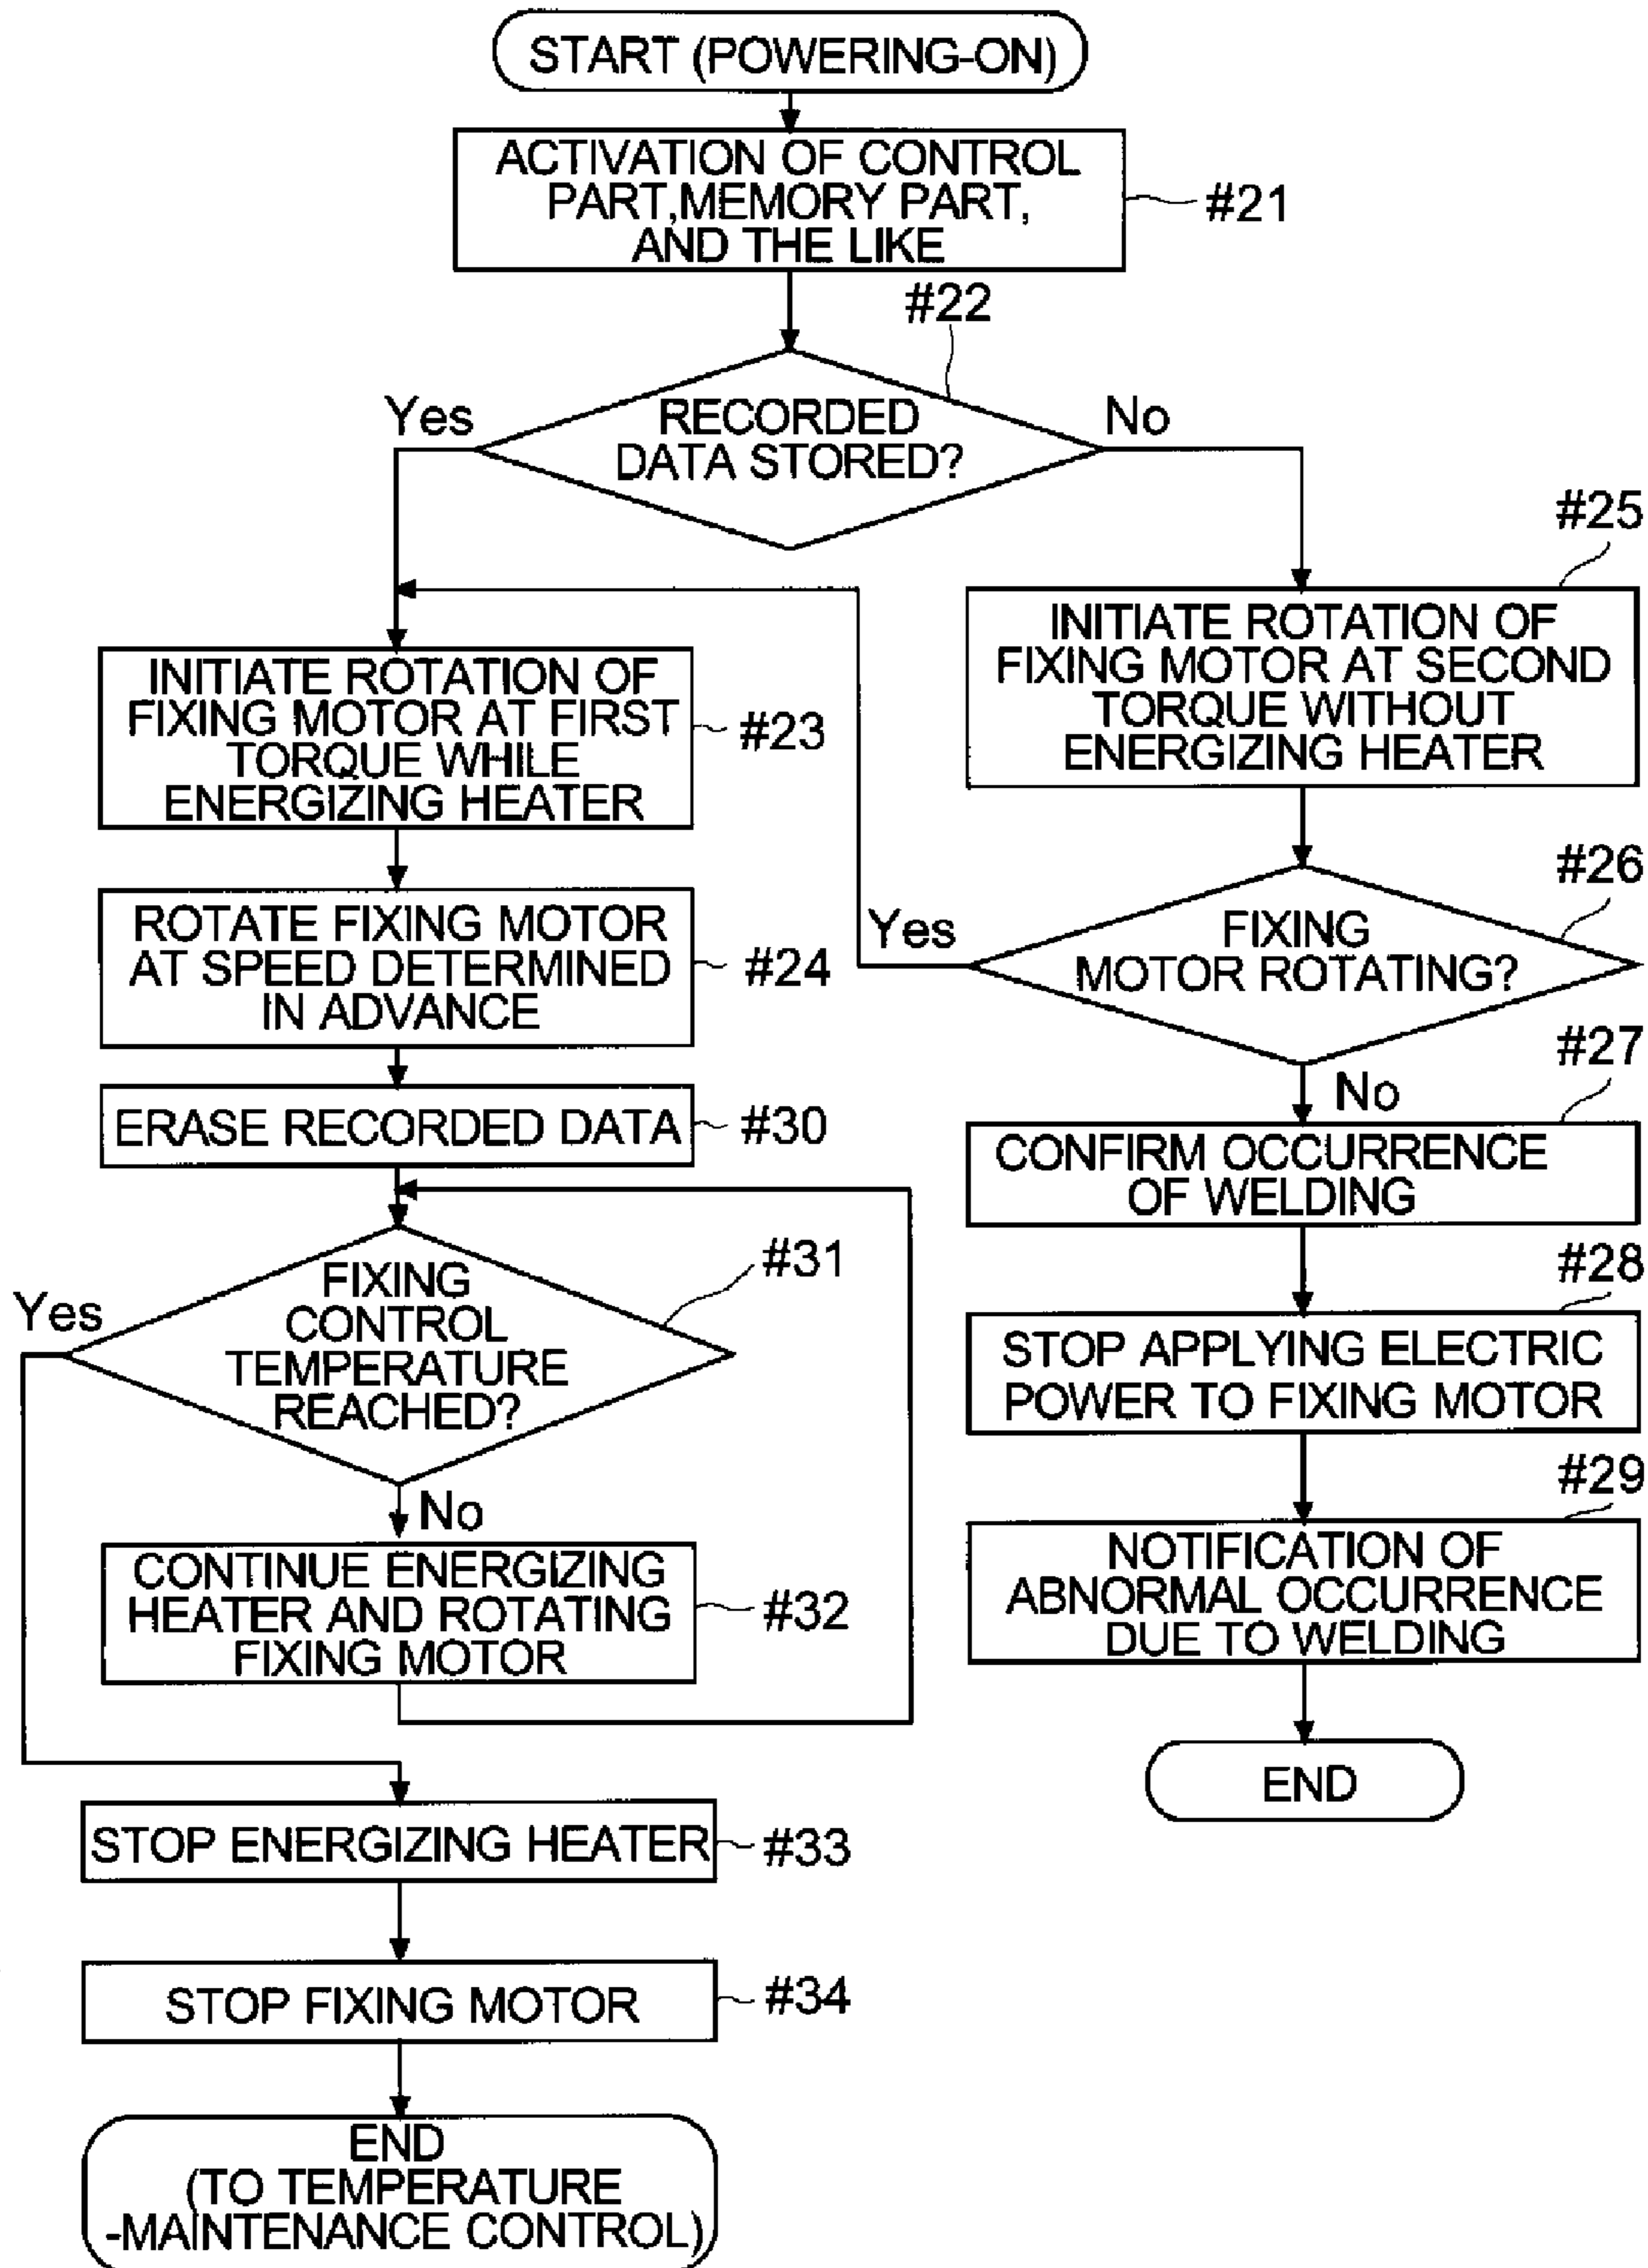 START (POWERING-ON)
ACTIVATION OF CONTROL
PART,MEMORY PART,
AND THE LIKE
#21
#22
RECORDED
DATA STORED?
Yes
No
#23
INITIATE ROTATION OF
FIXING MOTOR AT FIRST
TORQUE WHILE
ENERGIZING HEATER
#24
ROTATE FIXING MOTOR
AT SPEED DETERMINED
IN ADVANCE
ERASE RECORDED DATA
#30
#31
FIXING
CONTROL
TEMPERATURE
REACHED?
Yes
No
CONTINUE ENERGIZING
HEATER AND ROTATING
FIXING MOTOR
#32
STOP ENERGIZING HEATER
#33
STOP FIXING MOTOR
#34
END
(TO TEMPERATURE
-MAINTENANCE CONTROL)
#25
INITIATE ROTATION OF
FIXING MOTOR AT SECOND
TORQUE WITHOUT
ENERGIZING HEATER
#26
FIXING
MOTOR ROTATING?
Yes
No
#27
CONFIRM OCCURRENCE
OF WELDING
#28
STOP APPLYING ELECTRIC
POWER TO FIXING MOTOR
#29
NOTIFICATION OF
ABNORMAL OCCURRENCE
DUE TO WELDING
END